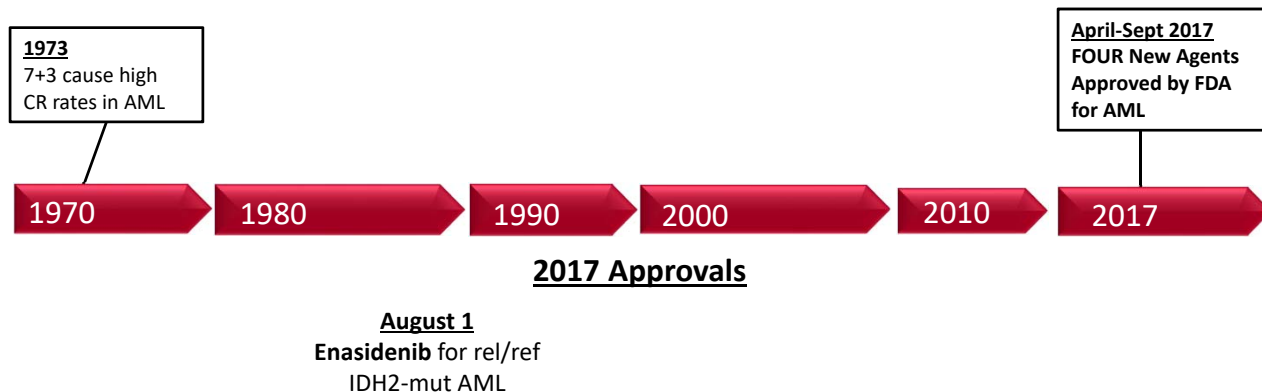 1973
7+3 cause high
CR rates in AML
April-Sept 2017
FOUR New Agents
Approved by FDA
for AML
1970
1980
1990
2000
2010
2017
2017 Approvals
August 1
Enasidenib for rel/ref
IDH2-mut AML